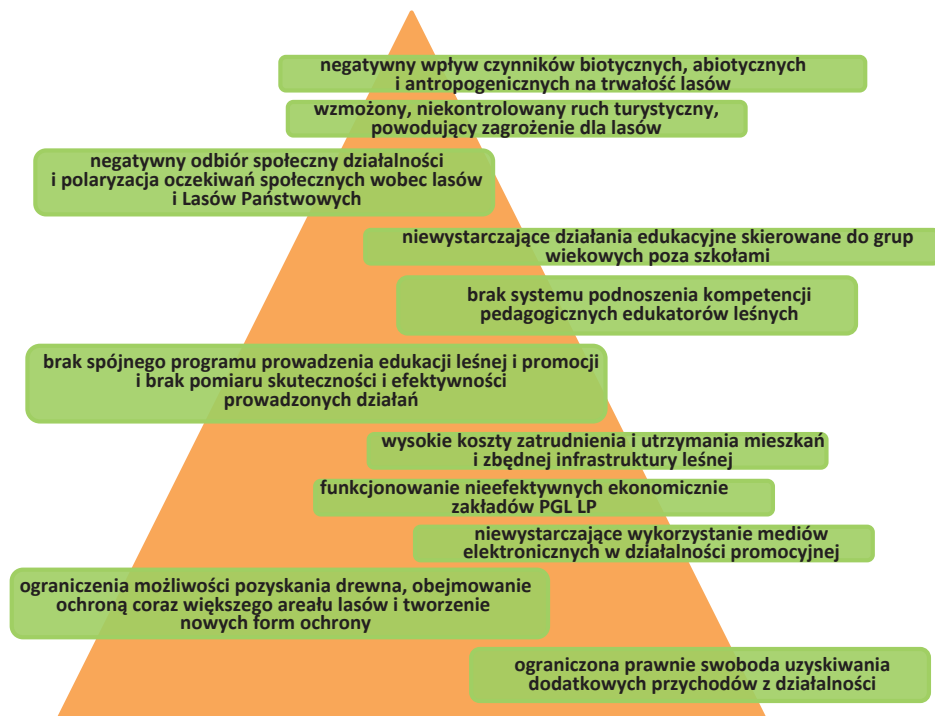 negatywny wpływ czynników biotycznych, abiotycznych
i antropogenicznych na trwałość lasów
wzmożony, niekontrolowany ruch turystyczny,
powodujący zagrożenie dla lasów
negatywny odbiór społeczny działalności
i polaryzacja oczekiwań społecznych wobec lasów
i Lasów Państwowych
niewystarczające działania edukacyjne skierowane do grup
wiekowych poza szkołami
brak systemu podnoszenia kompetencji
pedagogicznych edukatorów leśnych
brak spójnego programu prowadzenia edukacji leśnej i promocji
i brak pomiaru skuteczności i efektywności
prowadzonych działań
wysokie koszty zatrudnienia i utrzymania mieszkań
i zbędnej infrastruktury leśnej
funkcjonowanie nieefektywnych ekonomicznie
zakładów PGL LP
niewystarczające wykorzystanie mediów
elektronicznych w działalności promocyjnej
ograniczenia możliwości pozyskania drewna, obejmowanie
ochroną coraz większego areału lasów i tworzenie
nowych form ochrony
ograniczona prawnie swoboda uzyskiwania
dodatkowych przychodów z działalności